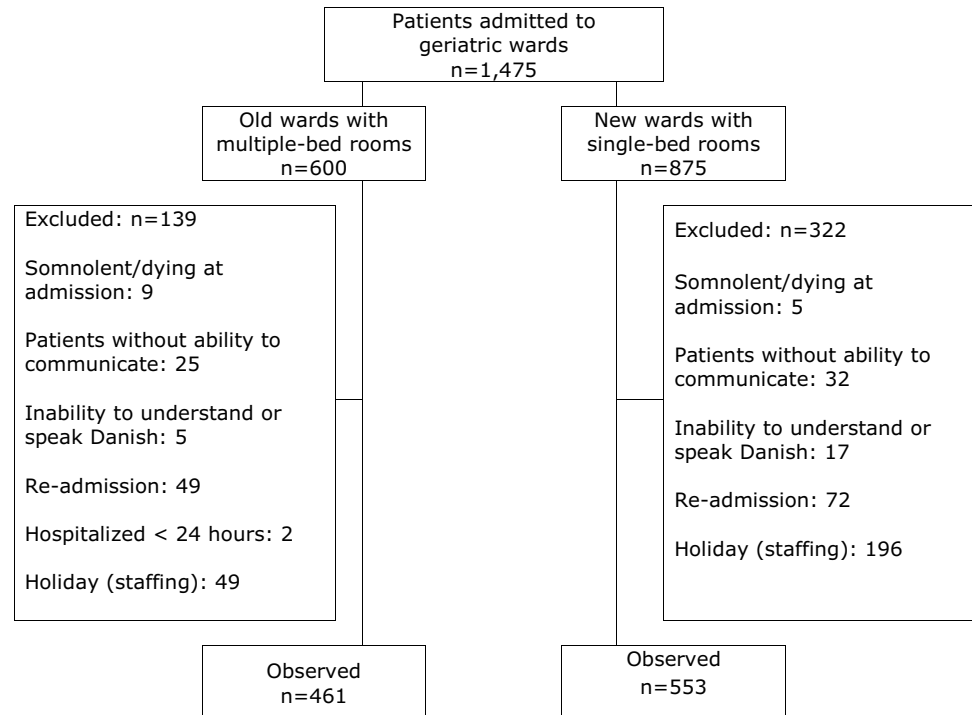 Patients admitted to
geriatric wards
n=1,475
Old wards with
multiple-bed rooms
n=600
New wards with
single-bed rooms
n=875
Excluded: n=139
Somnolent/dying at
admission: 9
Patients without ability to
communicate: 25
Inability to understand or
speak Danish: 5
Re-admission: 49
Hospitalized < 24 hours: 2
Holiday (staffing): 49
Excluded: n=322
Somnolent/dying at
admission: 5
Patients without ability to
communicate: 32
Inability to understand or
speak Danish: 17
Re-admission: 72
Holiday (staffing): 196
Observed
n=461
Observed
n=553